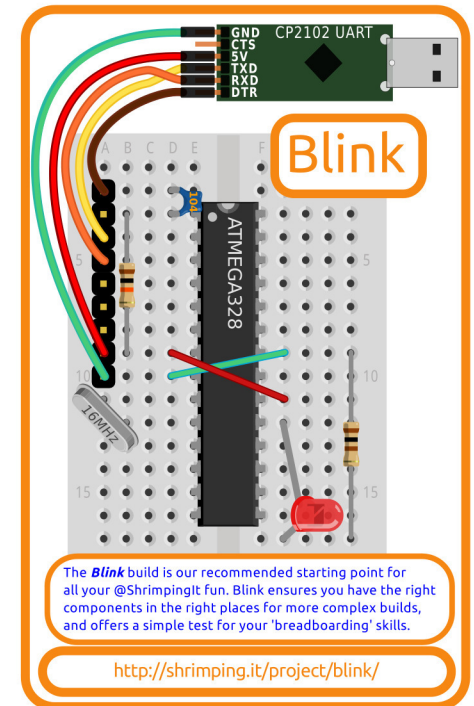 GND
CP2102 UART
CTS
5V
TXD
RXD
DTR
Blink
A B C D E F
104
ATMEGA328
5 5
10 10
16MHz
15 15
The Blink build is our recommended starting point for
all your @ShrimpingIt fun. Blink ensures you have the right
components in the right places for more complex builds,
and offers a simple test for your 'breadboarding' skills.
http://shrimping.it/project/blink/